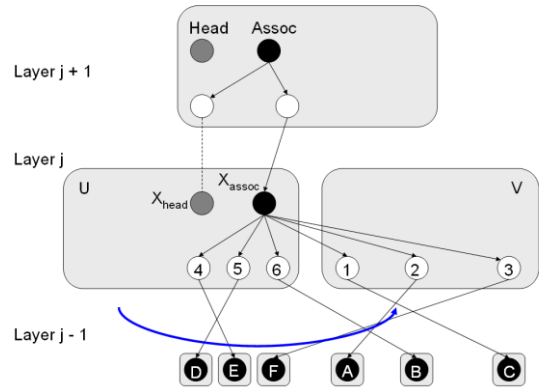 Head Assoc
Layer j + 1
Layer j
U V
Xassoc
Xhead
4 5 6 1 2 3
Layer j - 1
D E F A B C